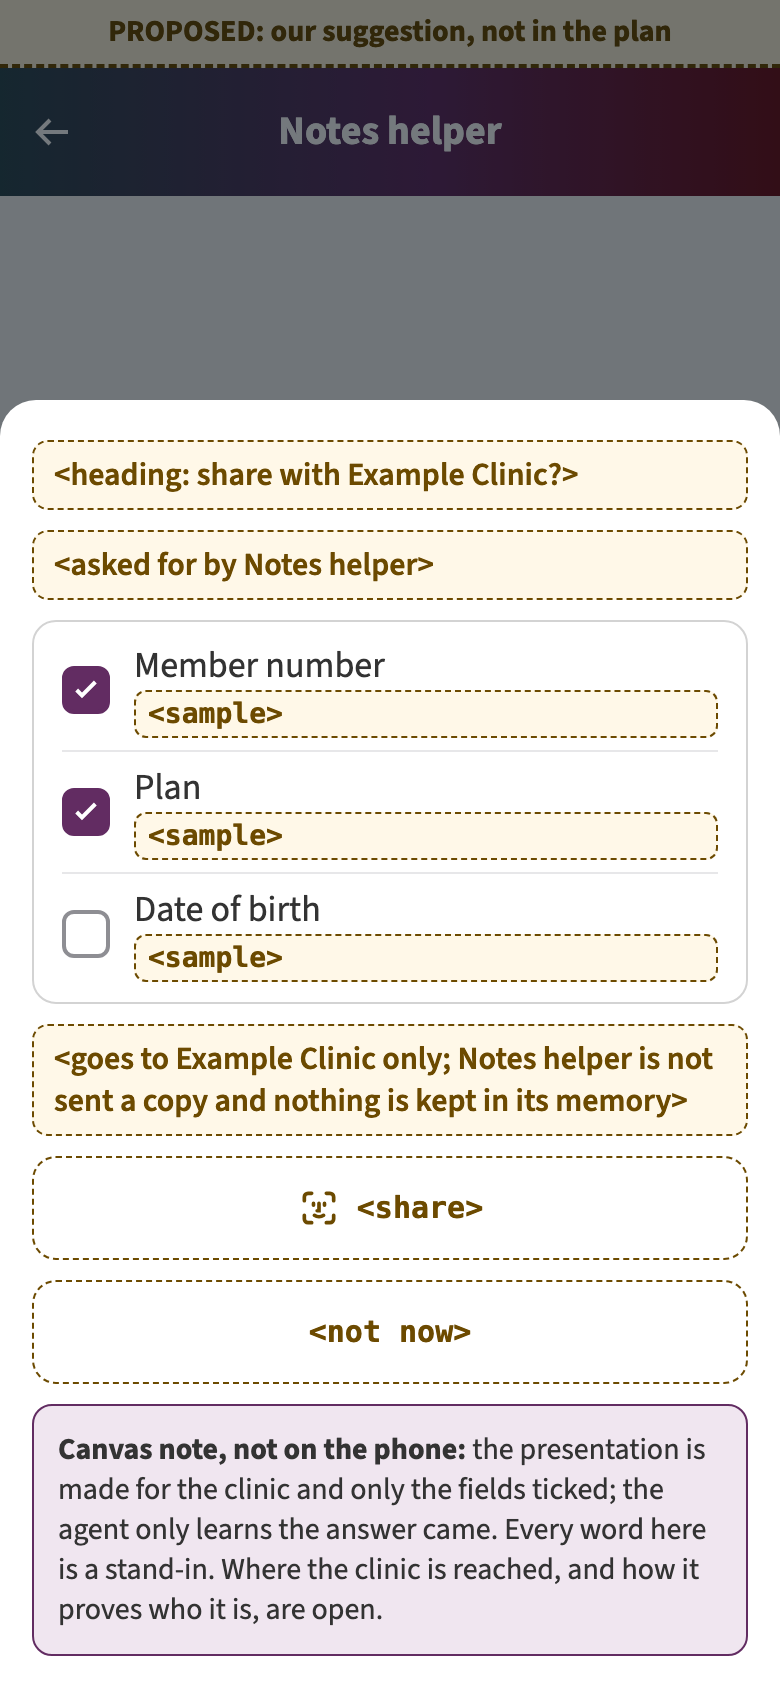 PROPOSED: our suggestion, not in the plan
Notes helper
<heading: share with Example Clinic?>
<asked for by Notes helper>
Member number
<sample>
Plan
<sample>
Date of birth
<sample>
<goes to Example Clinic only; Notes helper is not
sent a copy and nothing is kept in its memory>
<share>
<not now>
Canvas note, not on the phone: the presentation is
made for the clinic and only the fields ticked; the
agent only learns the answer came. Every word here
is a stand-in. Where the clinic is reached, and how it
proves who it is, are open.